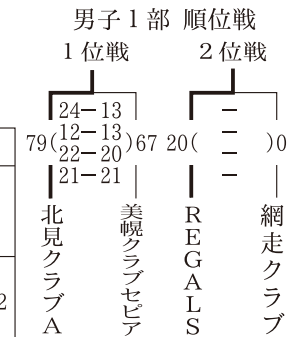 男子1部 順位戦
1位戦
2位戦
24−13
12−13
79( )67
22−20
21−21
20( − − − − )0
北見クラブA
美幌クラブセピア
REGALS
網走クラブ
2